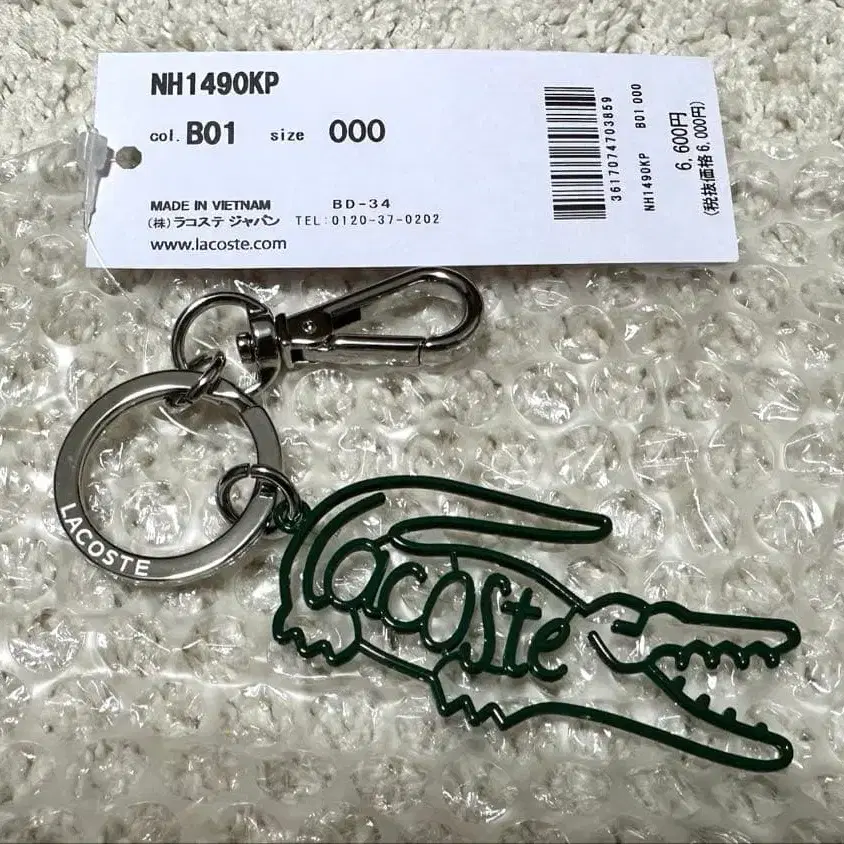 NH1490KP
col. B01 size 000
MADE IN VIETNAM BD-34
(株)ラコステ ジャパン TEL:0120-37-0202
www.lacoste.com
3617074703859
NH1490KP B01 000
6,600円
(税抜価格 6,000円)
LACOSTE
Lacoste